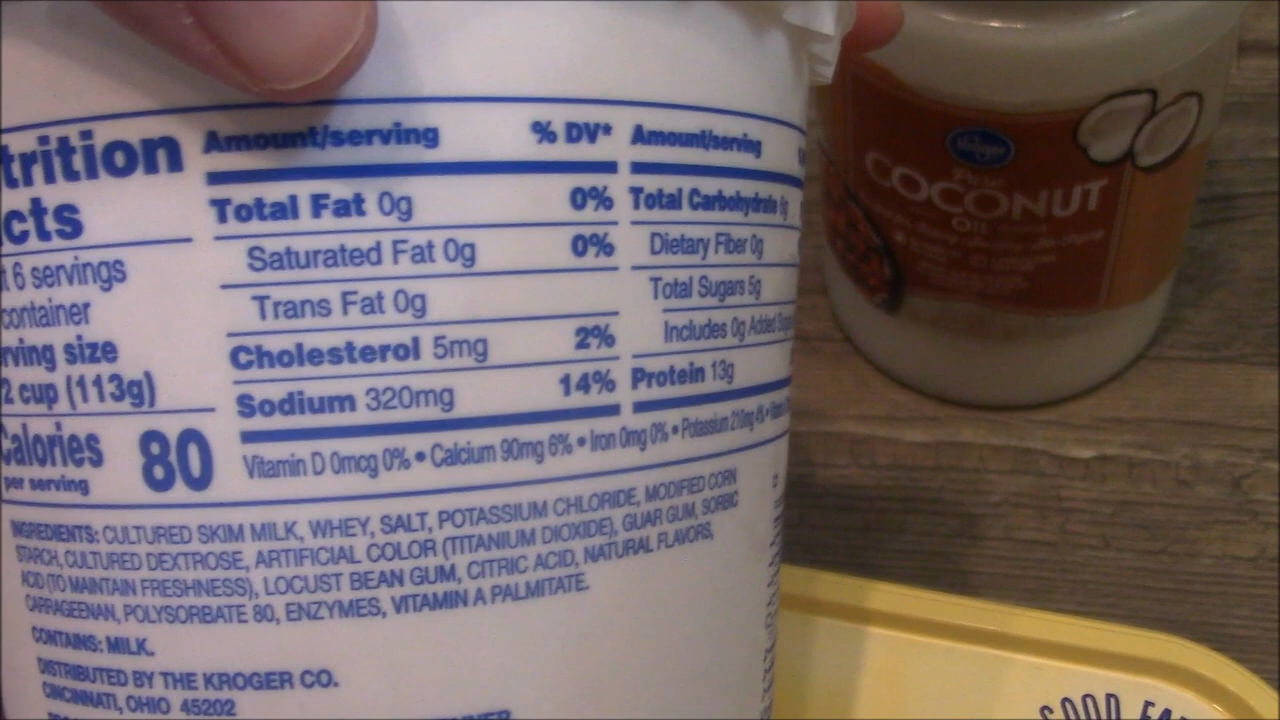 trition
cts
t 6 servings
container
rving size
2 cup (113g)
Calories 80
per serving
Amount/serving % DV*
Total Fat 0g 0%
Saturated Fat 0g 0%
Trans Fat 0g
Cholesterol 5mg 2%
Sodium 320mg 14%
Amount/serving
Total Carbohydrate 6g
Dietary Fiber 0g
Total Sugars 5g
Includes 0g Added Sugars
Protein 13g
Vitamin D 0mcg 0% • Calcium 90mg 6% • Iron 0mg 0% • Potassium 210mg 4% •
INGREDIENTS: CULTURED SKIM MILK, WHEY, SALT, POTASSIUM CHLORIDE, MODIFIED CORN
STARCH, CULTURED DEXTROSE, ARTIFICIAL COLOR (TITANIUM DIOXIDE), GUAR GUM, SORBIC
ACID (TO MAINTAIN FRESHNESS), LOCUST BEAN GUM, CITRIC ACID, NATURAL FLAVORS,
CARRAGEENAN, POLYSORBATE 80, ENZYMES, VITAMIN A PALMITATE.
CONTAINS: MILK.
DISTRIBUTED BY THE KROGER CO.
CINCINNATI, OHIO 45202
Kroger
COCONUT
OIL
GOOD